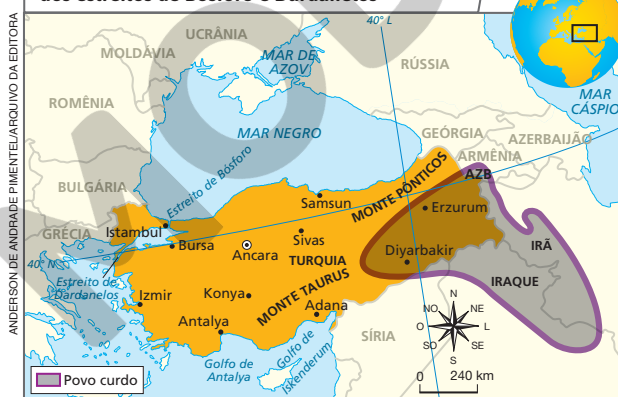 dos estreitos de Bósforo e Dardanelos
40° L
UCRÂNIA
MOLDÁVIA
MAR DE
AZOV
RÚSSIA
MAR
CÁSPIO
ROMÊNIA
MAR NEGRO
GEÓRGIA
AZERBAIJÃO
ARMÊNIA
AZB
BULGÁRIA
Estreito de Bósforo
MONTE PÔNTICOS
Samsun
Erzurum
GRÉCIA
Istambul
Bursa
Ancara
Sivas
TURQUIA
Diyarbakir
IRÃ
IRAQUE
40° N
Estreito de
Dardanelos
Izmir
Konya
MONTE TAURUS
Adana
Antalya
Golfo de
Antalya
Golfo de
Iskenderum
SÍRIA
N
NO
NE
O
L
SO
SE
S
0 240 km
Povo curdo
ANDERSON DE ANDRADE PIMENTEL/ARQUIVO DA EDITORA